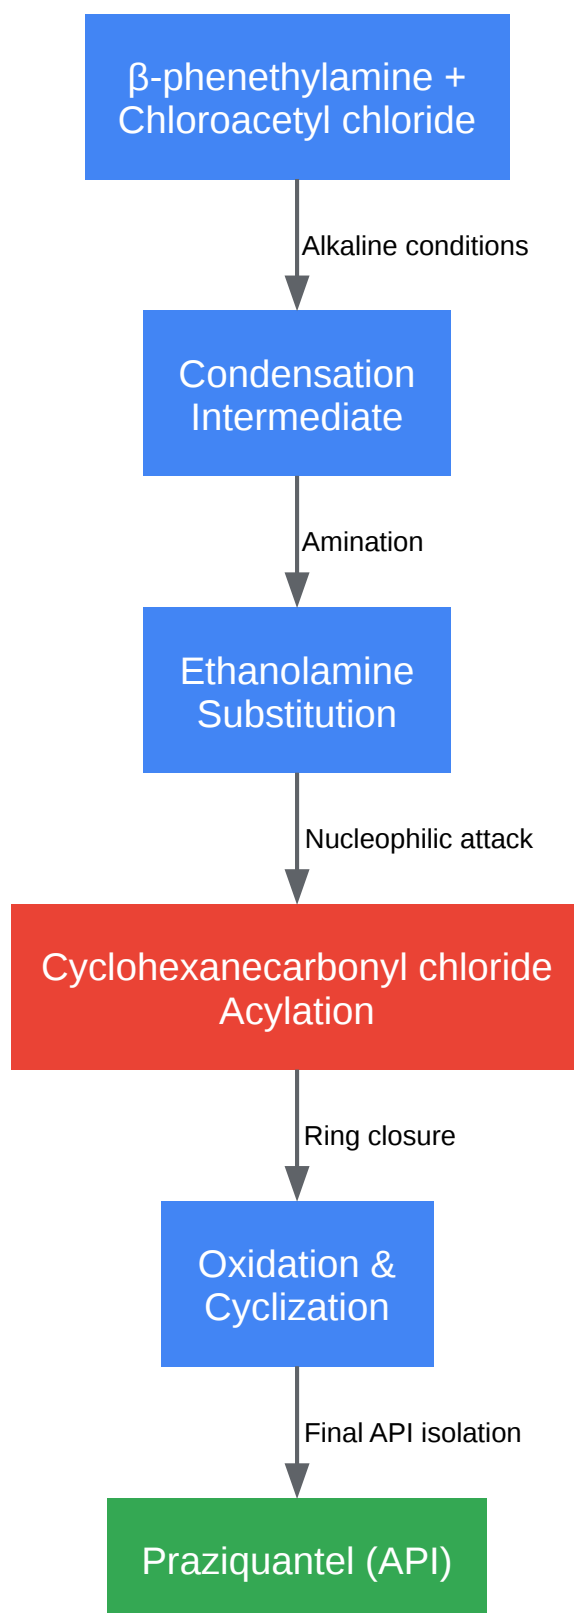 β-phenethylamine +
Chloroacetyl chloride
Alkaline conditions
Condensation
Intermediate
Amination
Ethanolamine
Substitution
Nucleophilic attack
Cyclohexanecarbonyl chloride
Acylation
Ring closure
Oxidation &
Cyclization
Final API isolation
Praziquantel (API)